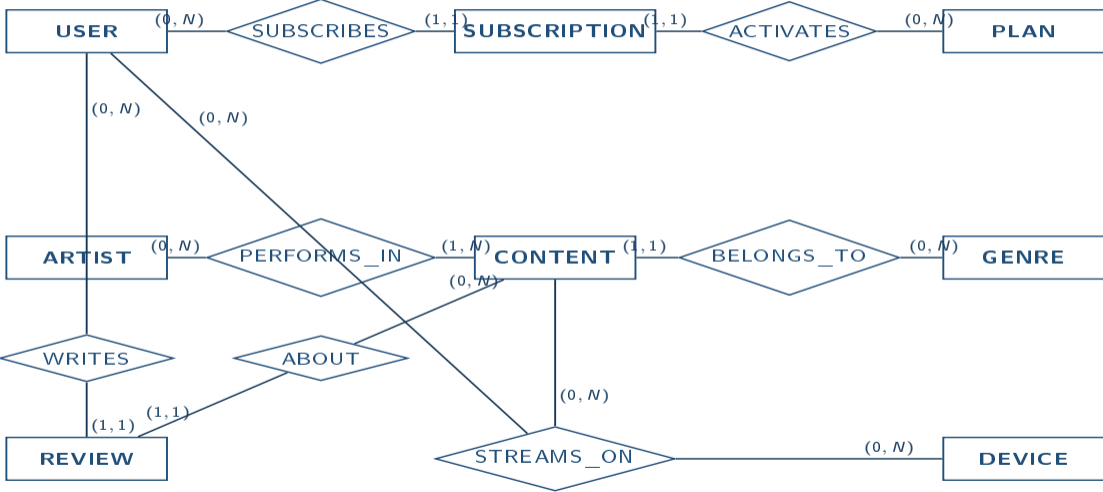 (0, N) (1,1) (1,1) (0, N)
USER SUBSCRIBES SUBSCRIPTION ACTIVATES PLAN
(0, N)
(0, N)
(0, N) (1, N) (1,1) (0, N)
ARTIST PERFORMS_IN CONTENT BELONGS_TO GENRE
(0, N)
WRITES ABOUT
(0, N)
(1,1)
(1,1)
(0, N)
REVIEW STREAMS_ON DEVICE